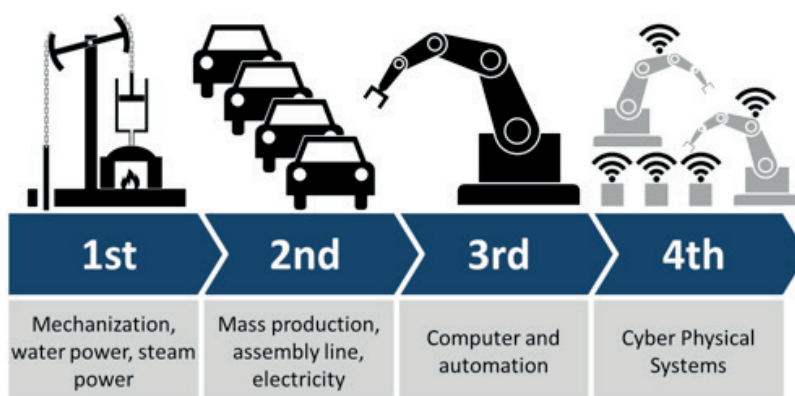 1st
2nd
3rd
4th
Mechanization,
water power, steam
power
Mass production,
assembly line,
electricity
Computer and
automation
Cyber Physical
Systems